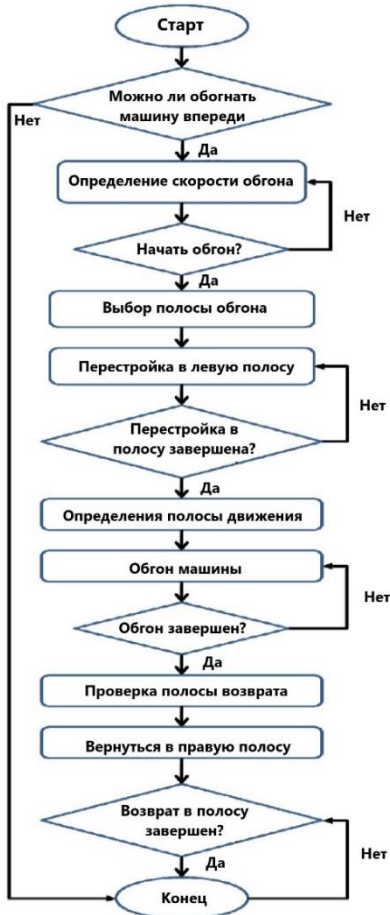 Старт
Можно ли обогнать
машину впереди
Нет
Да
Определение скорости обгона
Нет
Начать обгон?
Да
Выбор полосы обгона
Перестройка в левую полосу
Нет
Перестройка в
полосу завершена?
Да
Определения полосы движения
Обгон машины
Нет
Обгон завершен?
Да
Проверка полосы возврата
Вернуться в правую полосу
Возврат в полосу
завершен?
Нет
Да
Конец